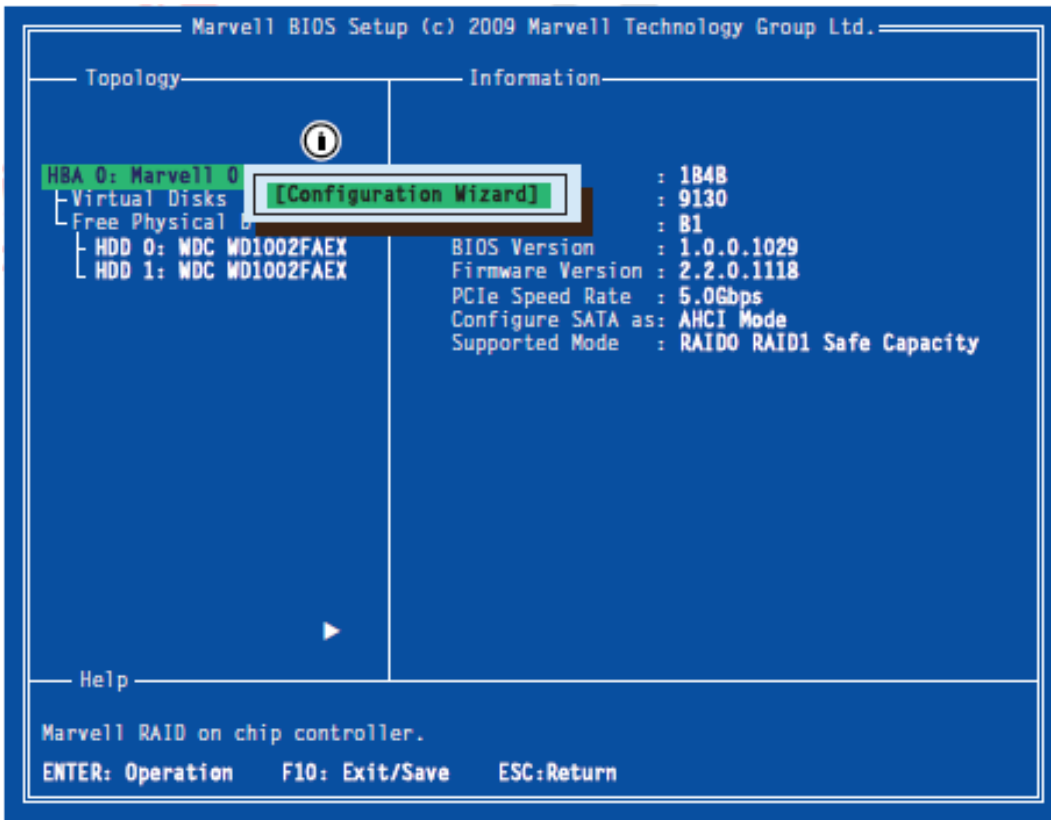 Marvell BIOS Setup (c) 2009 Marvell Technology Group Ltd.
Topology
Information
HBA 0: Marvell 0
Virtual Disks
Free Physical
HDD 0: WDC WD1002FAEX
HDD 1: WDC WD1002FAEX
[Configuration Wizard]
: 1B4B
: 9130
: B1
BIOS Version : 1.0.0.1029
Firmware Version : 2.2.0.1118
PCIe Speed Rate : 5.0Gbps
Configure SATA as: AHCI Mode
Supported Mode : RAID0 RAID1 Safe Capacity
Help
Marvell RAID on chip controller.
ENTER: Operation F10: Exit/Save ESC:Return